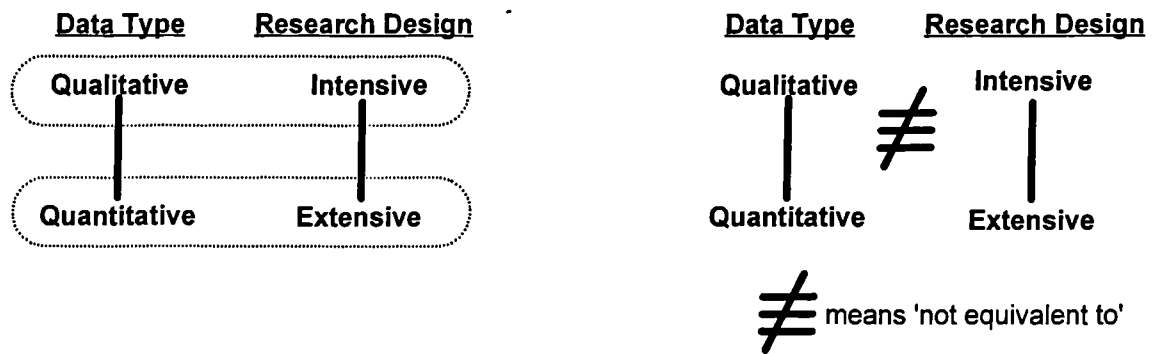 Data Type Research Design
Qualitative Intensive
Quantitative Extensive
Data Type Research Design
Qualitative ≢ Intensive
Quantitative Extensive
≢ means 'not equivalent to'